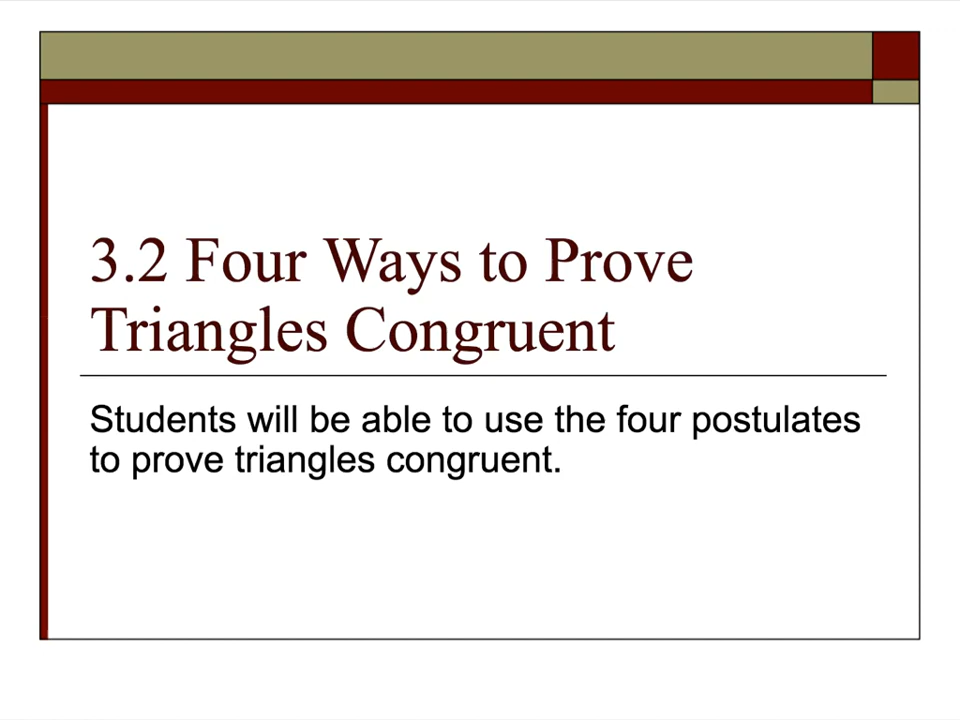 3.2 Four Ways to Prove
Triangles Congruent
Students will be able to use the four postulates
to prove triangles congruent.